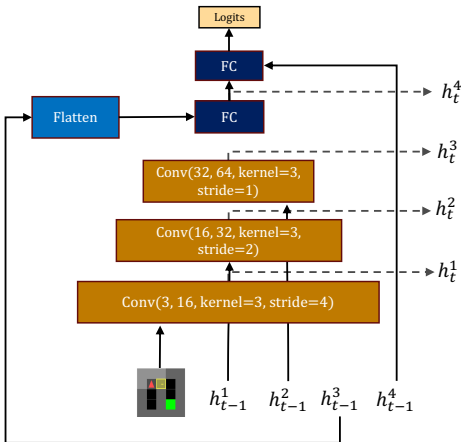 Logits
FC
h_t^4
Flatten
FC
h_t^3
Conv(32, 64, kernel=3,
stride=1)
h_t^2
Conv(16, 32, kernel=3,
stride=2)
h_t^1
Conv(3, 16, kernel=3, stride=4)
h_{t-1}^1 h_{t-1}^2 h_{t-1}^3 h_{t-1}^4